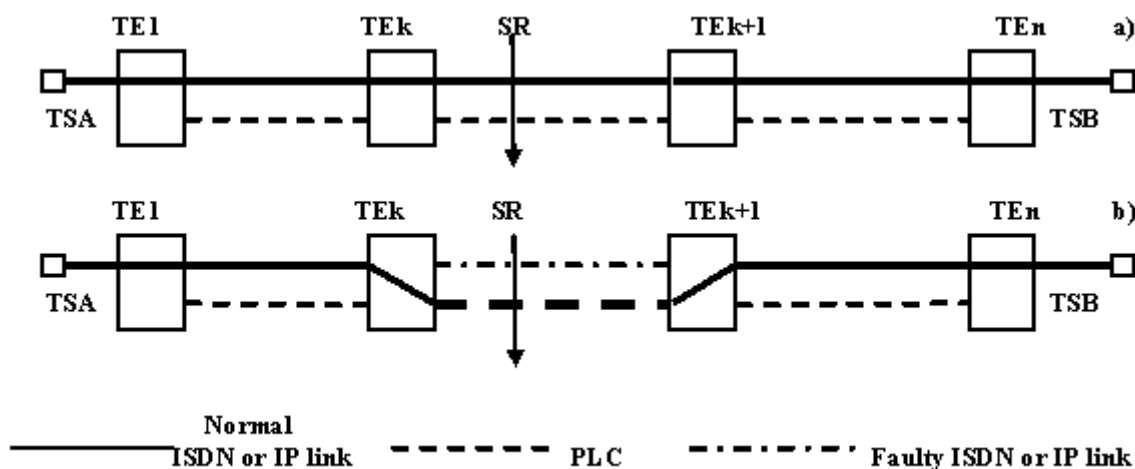 TE1 TEk SR TEk+1 TEn a)
TSA TSB
TE1 TEk SR TEk+1 TEn b)
TSA TSB
Normal
ISDN or IP link PLC Faulty ISDN or IP link